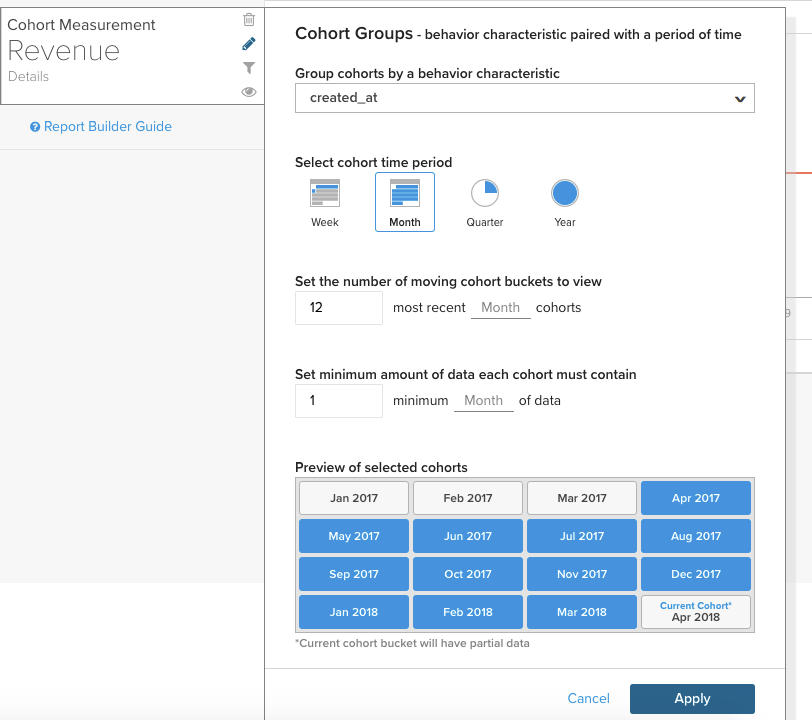 Cohort Measurement
Revenue
Details
Report Builder Guide
Cohort Groups - behavior characteristic paired with a period of time
Group cohorts by a behavior characteristic
created_at
Select cohort time period
Week Month Quarter Year
Set the number of moving cohort buckets to view
12 most recent Month cohorts
Set minimum amount of data each cohort must contain
1 minimum Month of data
Preview of selected cohorts
Jan 2017 Feb 2017 Mar 2017 Apr 2017
May 2017 Jun 2017 Jul 2017 Aug 2017
Sep 2017 Oct 2017 Nov 2017 Dec 2017
Jan 2018 Feb 2018 Mar 2018 Current Cohort*
Apr 2018
*Current cohort bucket will have partial data
Cancel Apply
9